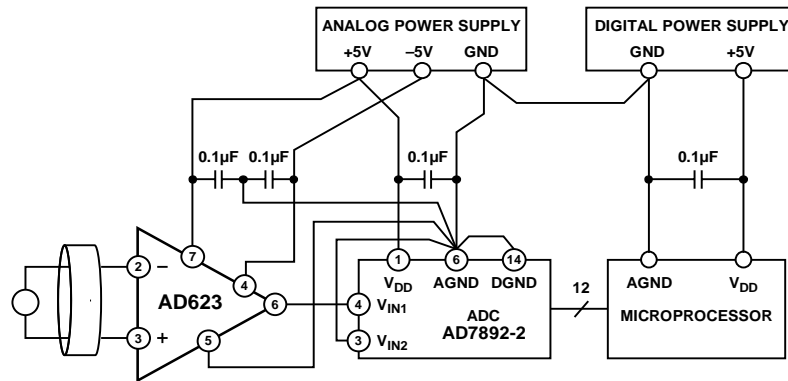 ANALOG POWER SUPPLY
+5V –5V GND
DIGITAL POWER SUPPLY
GND +5V
0.1µF 0.1µF 0.1µF 0.1µF
7
4
6
5
2 –
3 +
AD623
1 6 14
V_DD AGND DGND
4 V_IN1
3 V_IN2
ADC
AD7892-2
12
AGND V_DD
MICROPROCESSOR